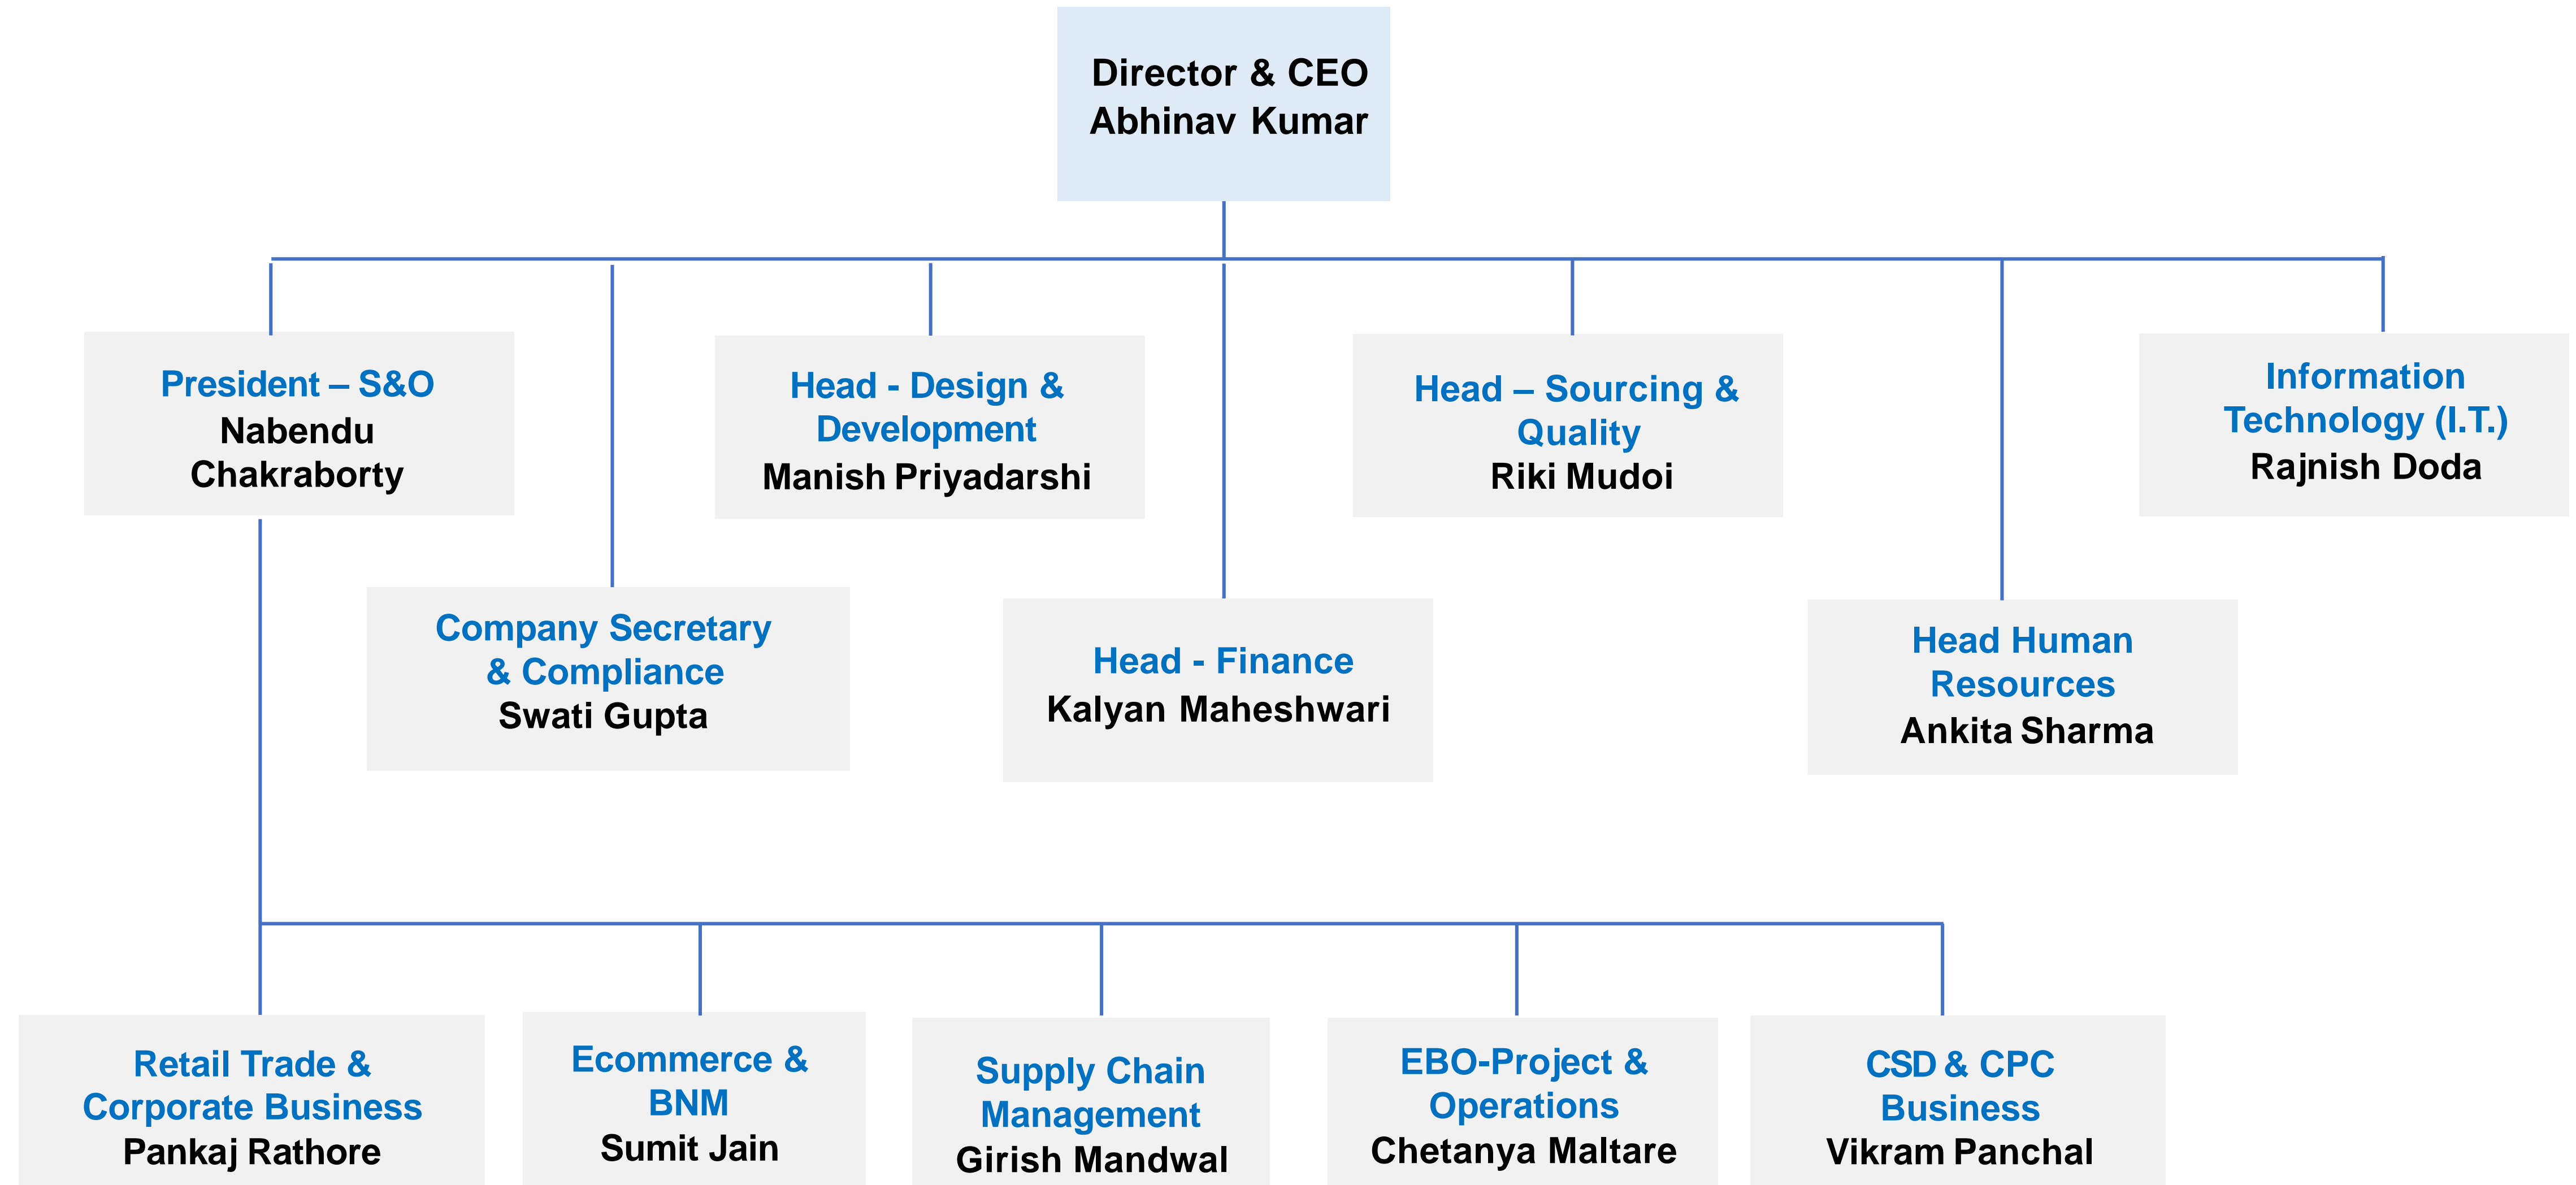 Director & CEO
Abhinav Kumar
President – S&O
Nabendu
Chakraborty
Head - Design &
Development
Manish Priyadarshi
Head – Sourcing &
Quality
Riki Mudoi
Information
Technology (I.T.)
Rajnish Doda
Company Secretary
& Compliance
Swati Gupta
Head - Finance
Kalyan Maheshwari
Head Human
Resources
Ankita Sharma
Retail Trade &
Corporate Business
Pankaj Rathore
Ecommerce &
BNM
Sumit Jain
Supply Chain
Management
Girish Mandwal
EBO-Project &
Operations
Chetanya Maltare
CSD & CPC
Business
Vikram Panchal